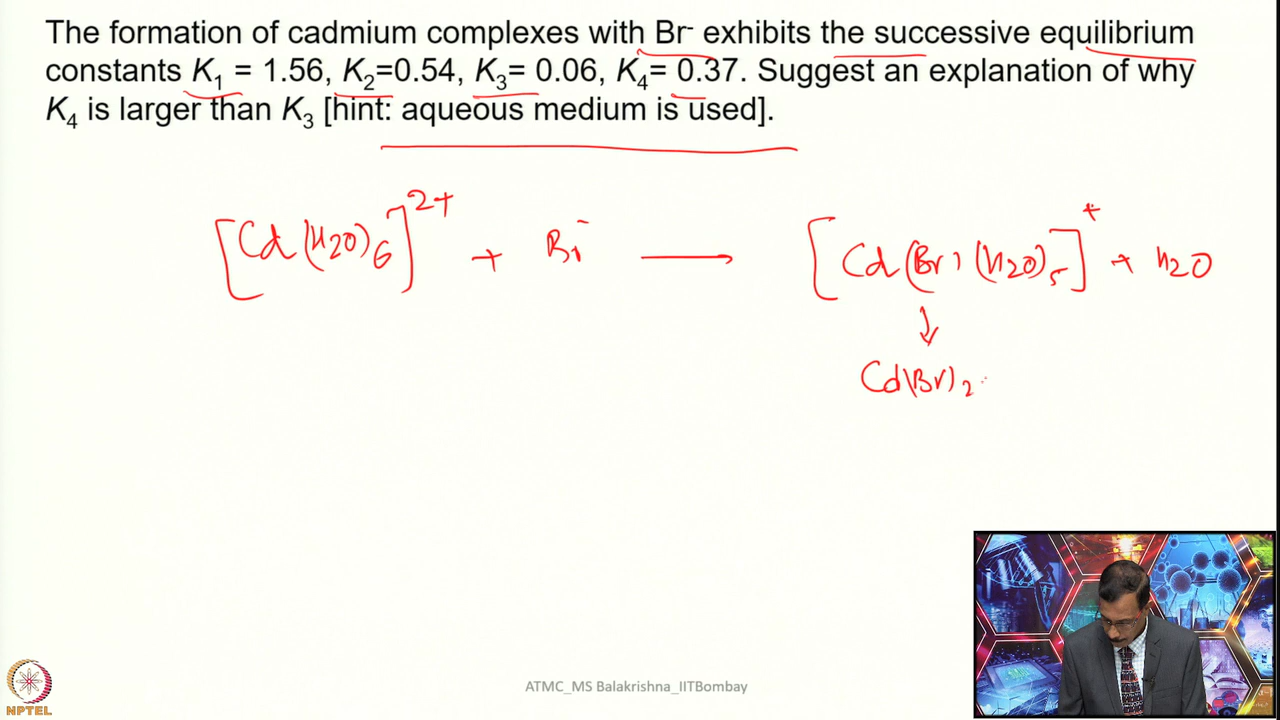 The formation of cadmium complexes with Br⁻ exhibits the successive equilibrium
constants K₁ = 1.56, K₂=0.54, K₃= 0.06, K₄= 0.37. Suggest an explanation of why
K₄ is larger than K₃ [hint: aqueous medium is used].
[Cd(H2O)6]²⁺ + Br⁻ ⟶ [Cd(Br)(H2O)5]⁺ + H2O
↓
Cd(Br)2
NPTEL
ATMC_MS Balakrishna_IITBombay